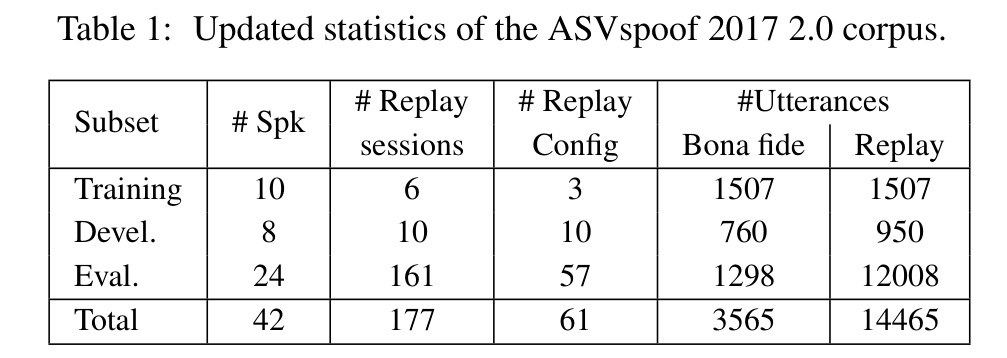 Table 1: Updated statistics of the ASVspoof 2017 2.0 corpus.
Subset # Spk # Replay sessions # Replay Config #Utterances
Bona fide Replay
Training 10 6 3 1507 1507
Devel. 8 10 10 760 950
Eval. 24 161 57 1298 12008
Total 42 177 61 3565 14465